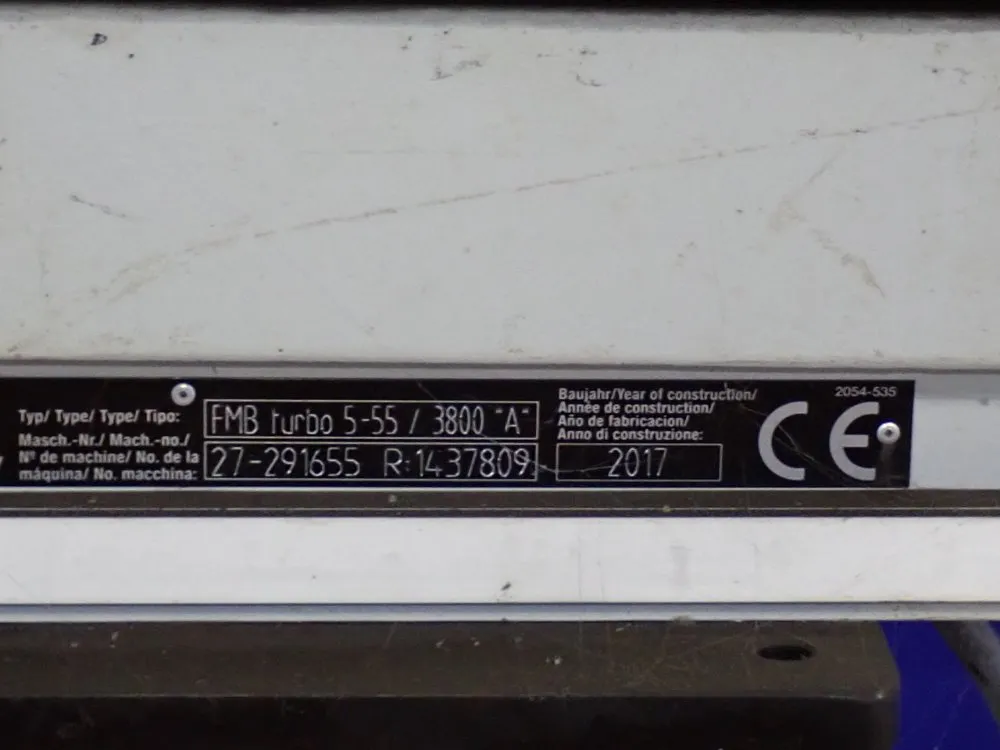 Typ/ Type/ Type/ Tipo:
FMB turbo 5-55 / 3800 "A"
Masch.-Nr./ Mach.-no./
Nº de machine/ No. de la
máquina/ No. macchina:
27-291655 R:1437809
Baujahr/Year of construction/
Année de construction/
Año de fabricación/
Anno di construzione:
2017
2054-535
CE